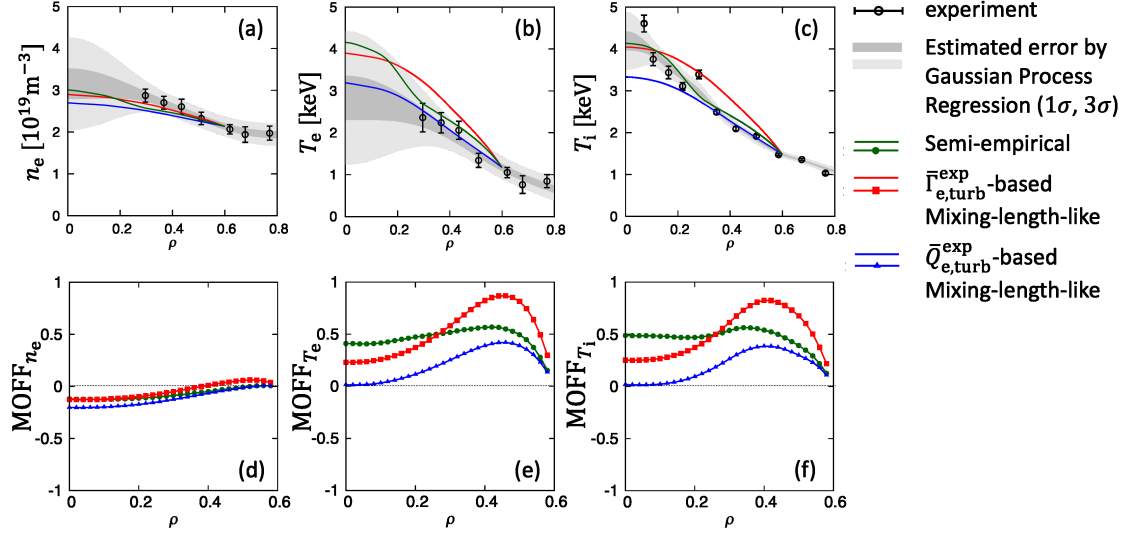 (a)
n_e [10^19 m^−3]
5
4
3
2
1
0
0 0.2 0.4 0.6 0.8
ρ
(b)
T_e [keV]
5
4
3
2
1
0
0 0.2 0.4 0.6 0.8
ρ
(c)
T_i [keV]
5
4
3
2
1
0
0 0.2 0.4 0.6 0.8
ρ
experiment
Estimated error by
Gaussian Process
Regression (1σ, 3σ)
Semi-empirical
Γ̄^exp_e,turb-based
Mixing-length-like
Q̄^exp_e,turb-based
Mixing-length-like
MOFF_n_e
1
0.5
0
-0.5
-1
0 0.2 0.4 0.6
ρ
(d)
MOFF_T_e
1
0.5
0
-0.5
-1
0 0.2 0.4 0.6
ρ
(e)
MOFF_T_i
1
0.5
0
-0.5
-1
0 0.2 0.4 0.6
ρ
(f)